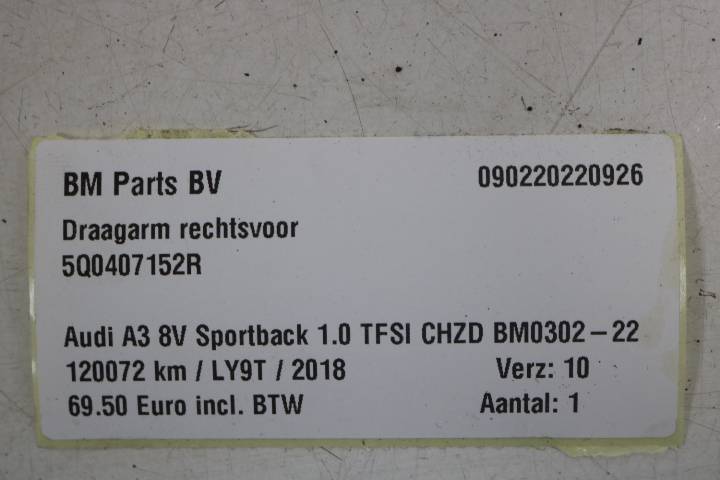 BM Parts BV 090220220926
Draagarm rechtsvoor
5Q0407152R
Audi A3 8V Sportback 1.0 TFSI CHZD BM0302-22
120072 km / LY9T / 2018 Verz: 10
69.50 Euro incl. BTW Aantal: 1